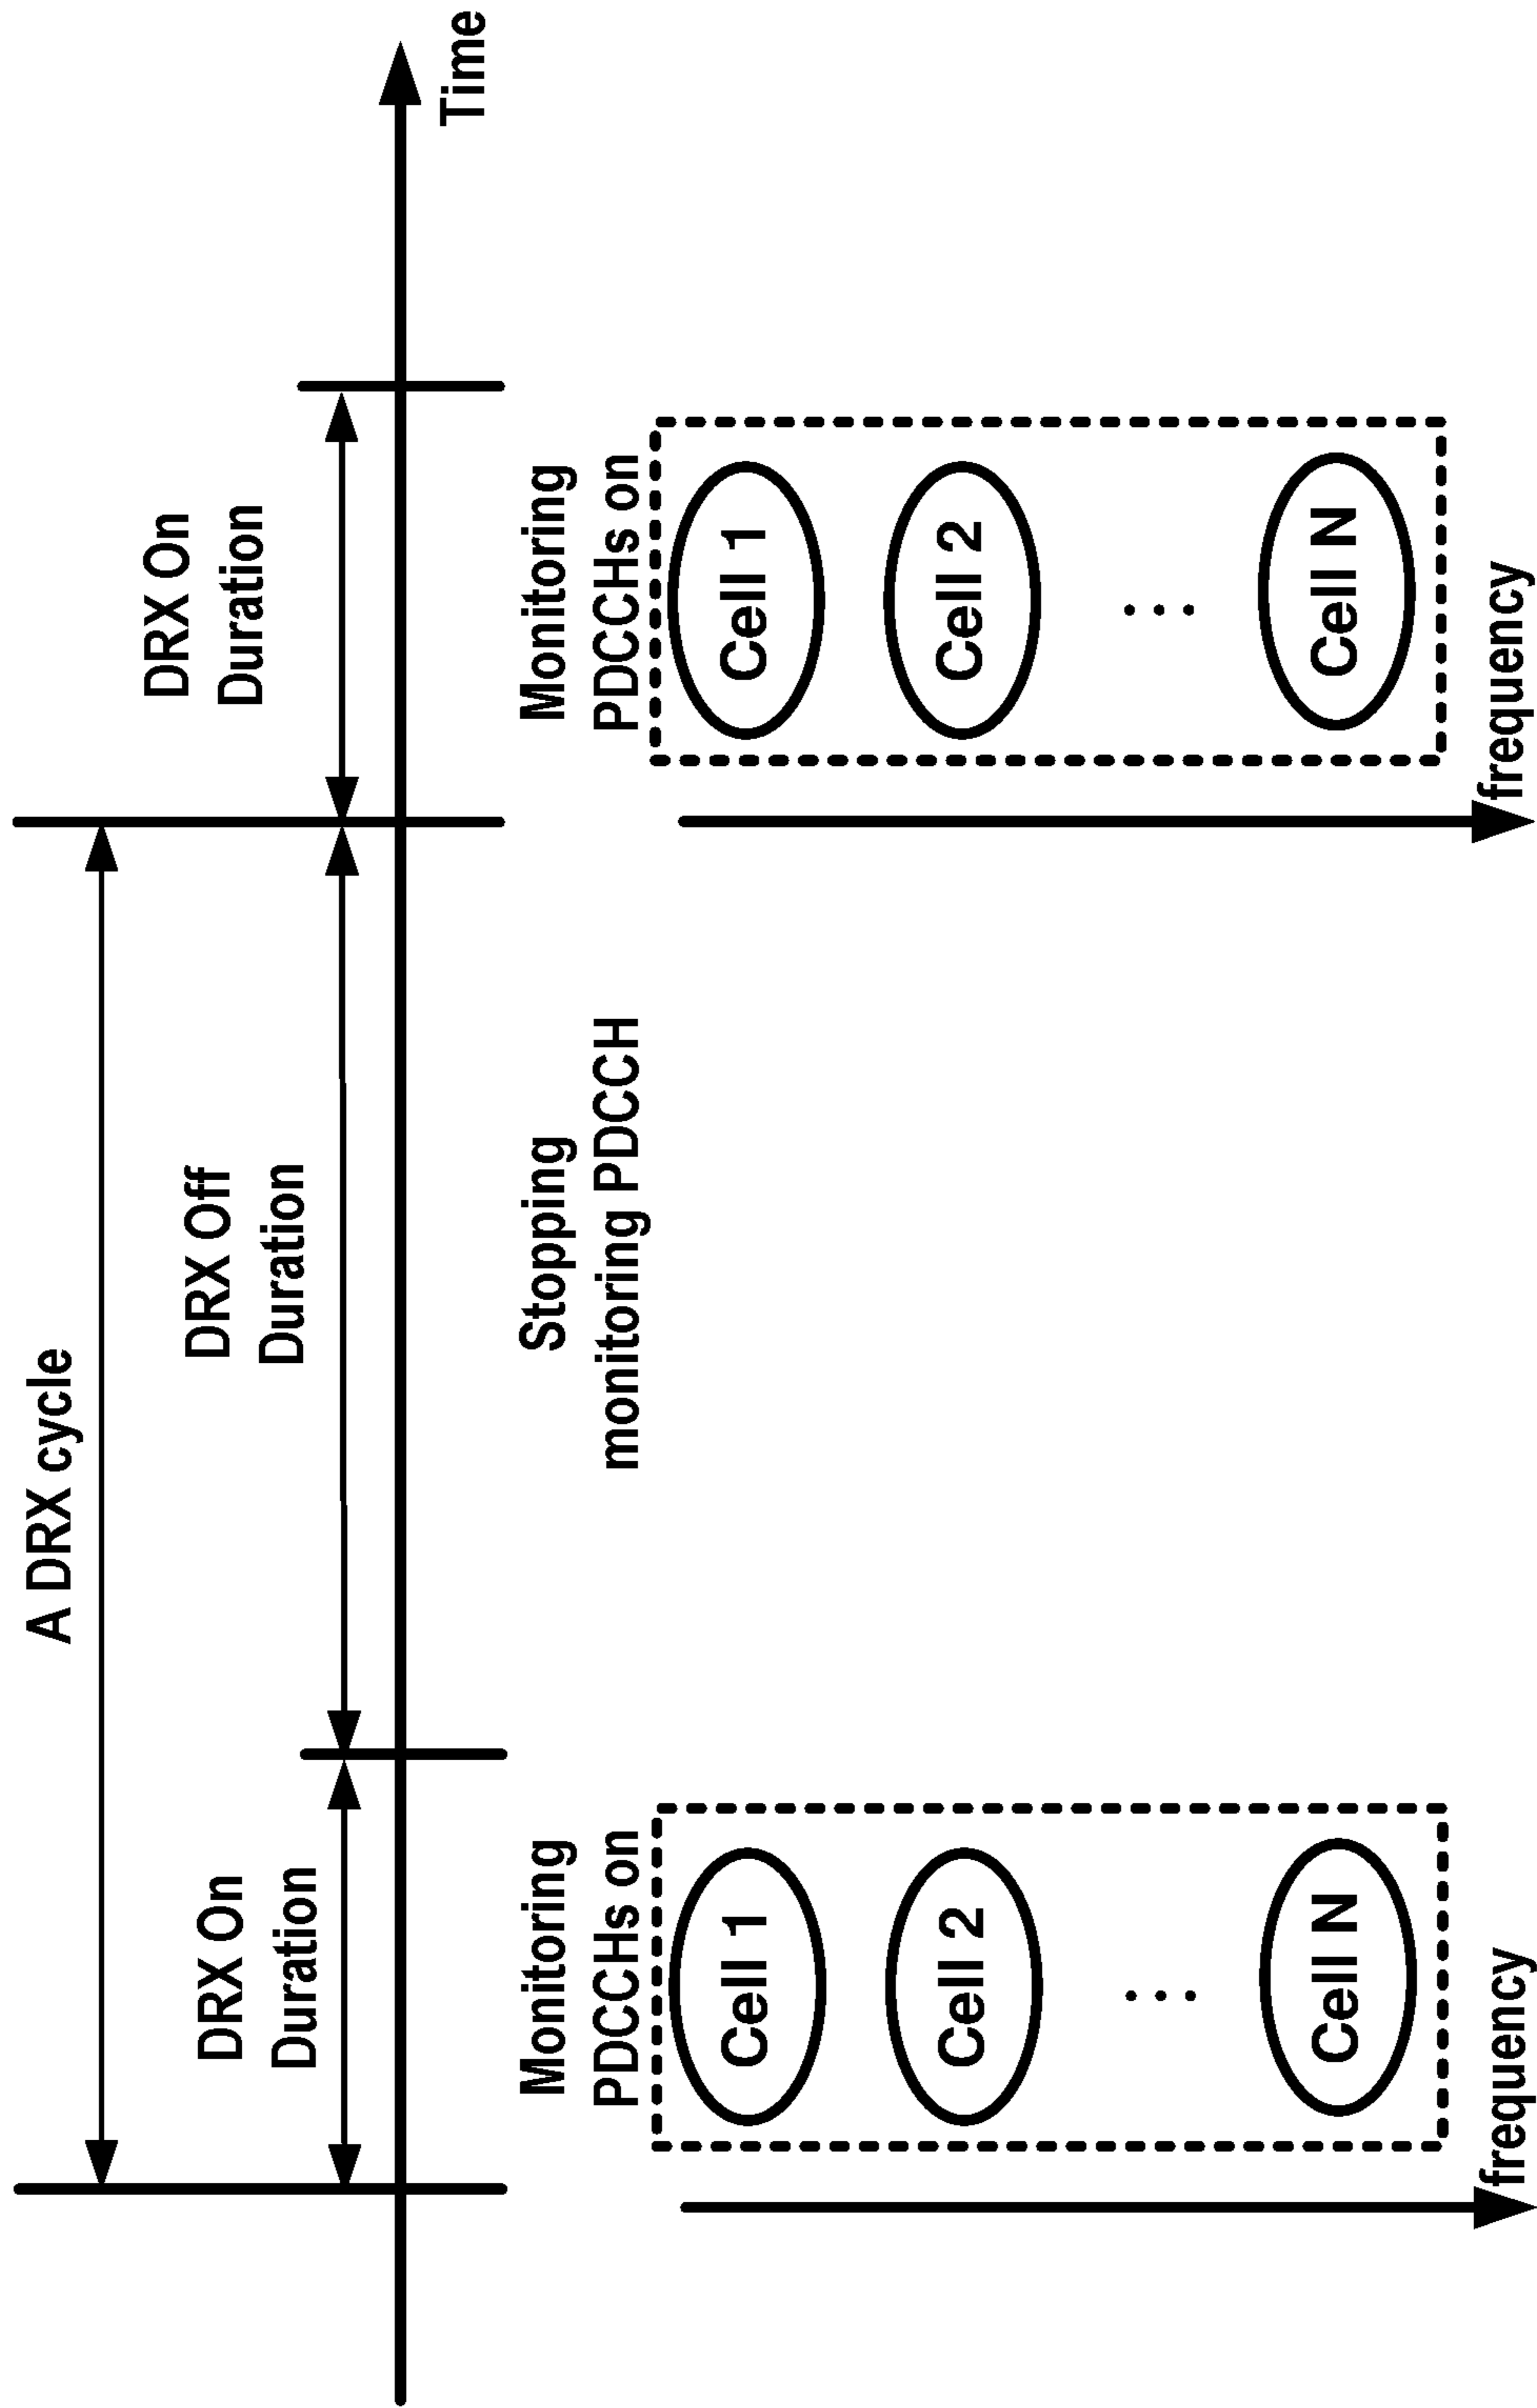 A DRX cycle
DRX On
Duration
DRX Off
Duration
DRX On
Duration
Time
Monitoring
PDCCHs on
Cell 1
Cell 2
...
Cell N
frequency
Stopping
monitoring PDCCH
Monitoring
PDCCHs on
Cell 1
Cell 2
...
Cell N
frequency